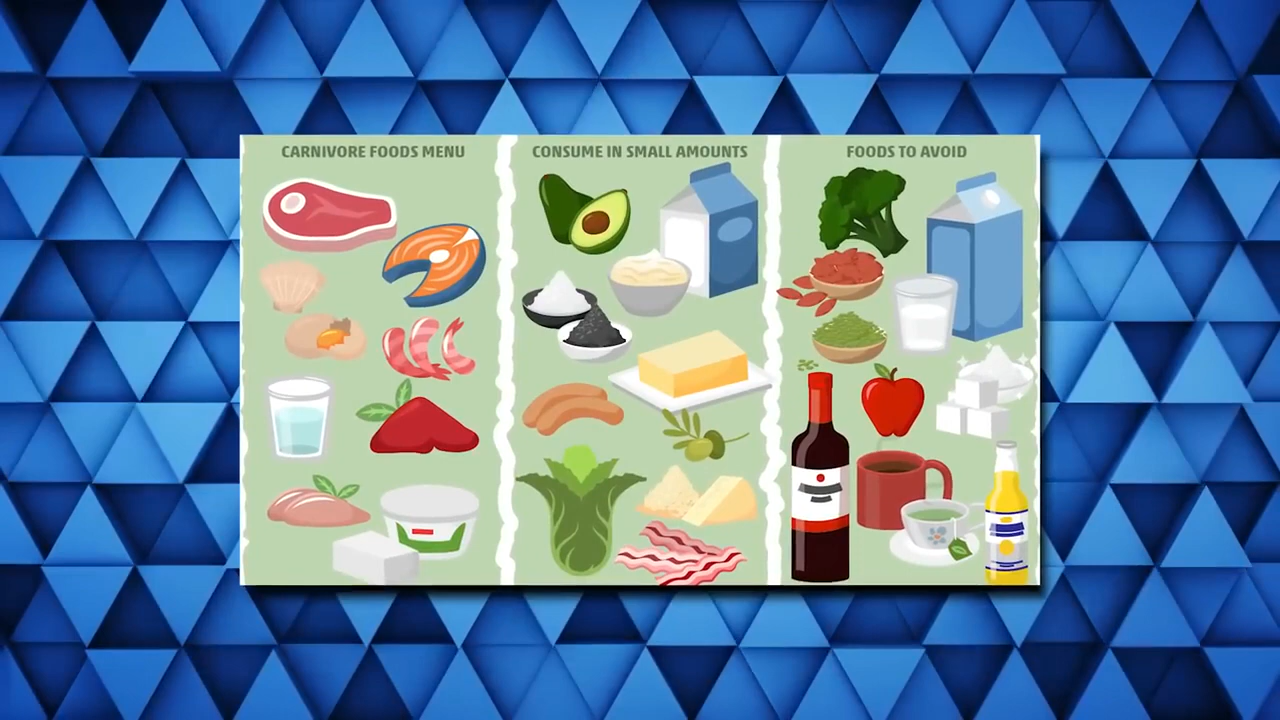 CARNIVORE FOODS MENU
CONSUME IN SMALL AMOUNTS
FOODS TO AVOID